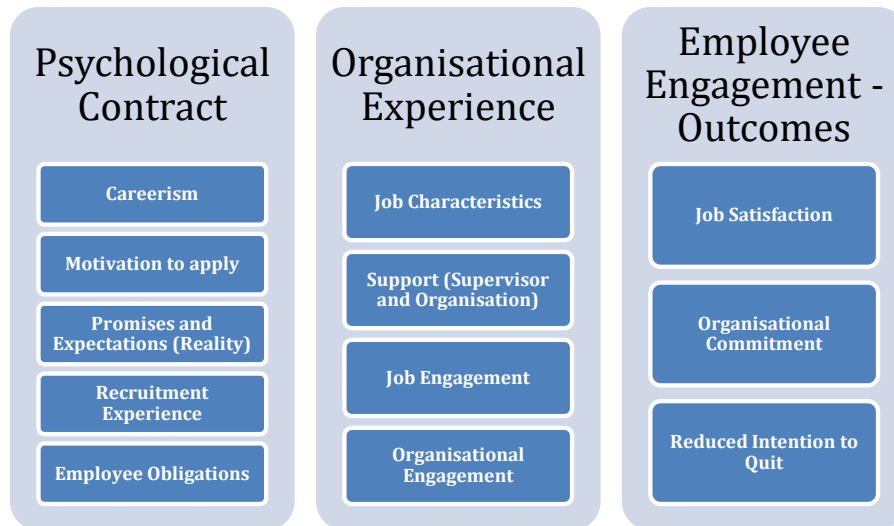 Psychological
Contract
Careerism
Motivation to apply
Promises and
Expectations (Reality)
Recruitment
Experience
Employee Obligations
Organisational
Experience
Job Characteristics
Support (Supervisor
and Organisation)
Job Engagement
Organisational
Engagement
Employee
Engagement -
Outcomes
Job Satisfaction
Organisational
Commitment
Reduced Intention to
Quit